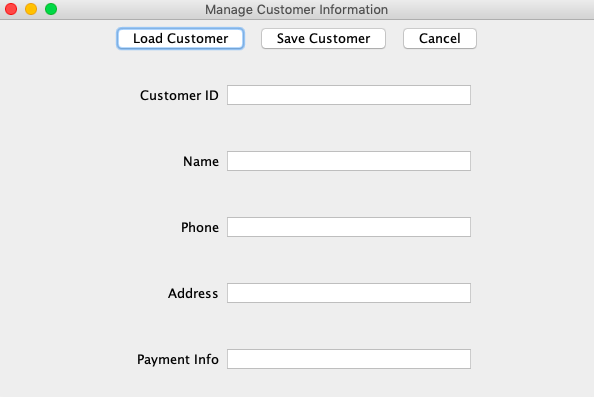 Manage Customer Information
Load Customer Save Customer Cancel
Customer ID
Name
Phone
Address
Payment Info